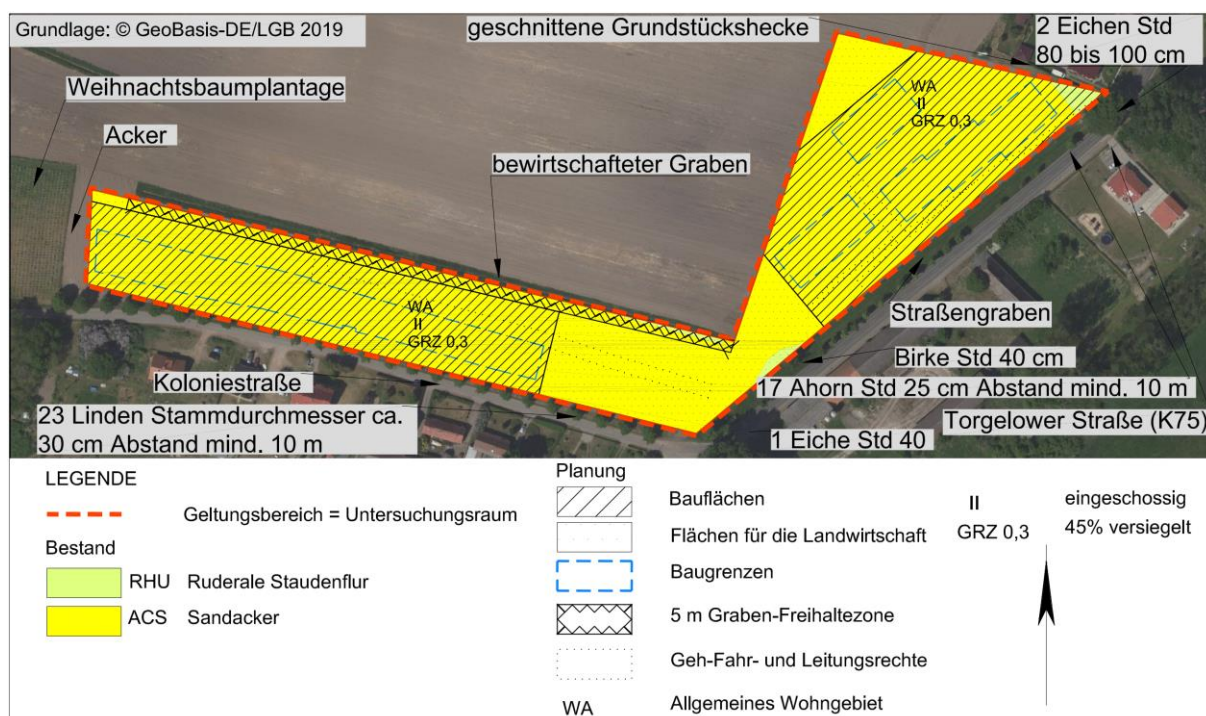 Grundlage: © GeoBasis-DE/LGB 2019
geschnittene Grundstückshecke
2 Eichen Std
80 bis 100 cm
Weihnachtsbaumplantage
Acker
bewirtschafteter Graben
WA
II
GRZ 0,3
WA
II
GRZ 0,3
Straßengraben
Birke Std 40 cm
Koloniestraße
17 Ahorn Std 25 cm Abstand mind. 10 m
23 Linden Stammdurchmesser ca.
30 cm Abstand mind. 10 m
Torgelower Straße (K75)
1 Eiche Std 40
LEGENDE
Geltungsbereich = Untersuchungsraum
Bestand
RHU Ruderale Staudenflur
ACS Sandacker
Planung
Bauflächen
Flächen für die Landwirtschaft
Baugrenzen
5 m Graben-Freihaltezone
Geh-Fahr- und Leitungsrechte
WA Allgemeines Wohngebiet
II eingeschossig
GRZ 0,3 45% versiegelt